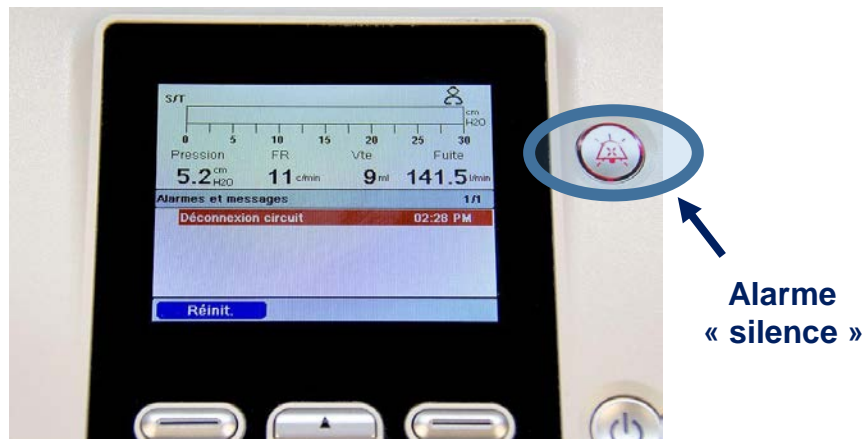 S/T
cm
H2O
0 5 10 15 20 25 30
Pression FR Vte Fuite
5.2 cm H2O 11 c/min 9 ml 141.5 l/min
Alarmes et messages 1/1
Déconnexion circuit 02:28 PM
Réinit.
Alarme
« silence »